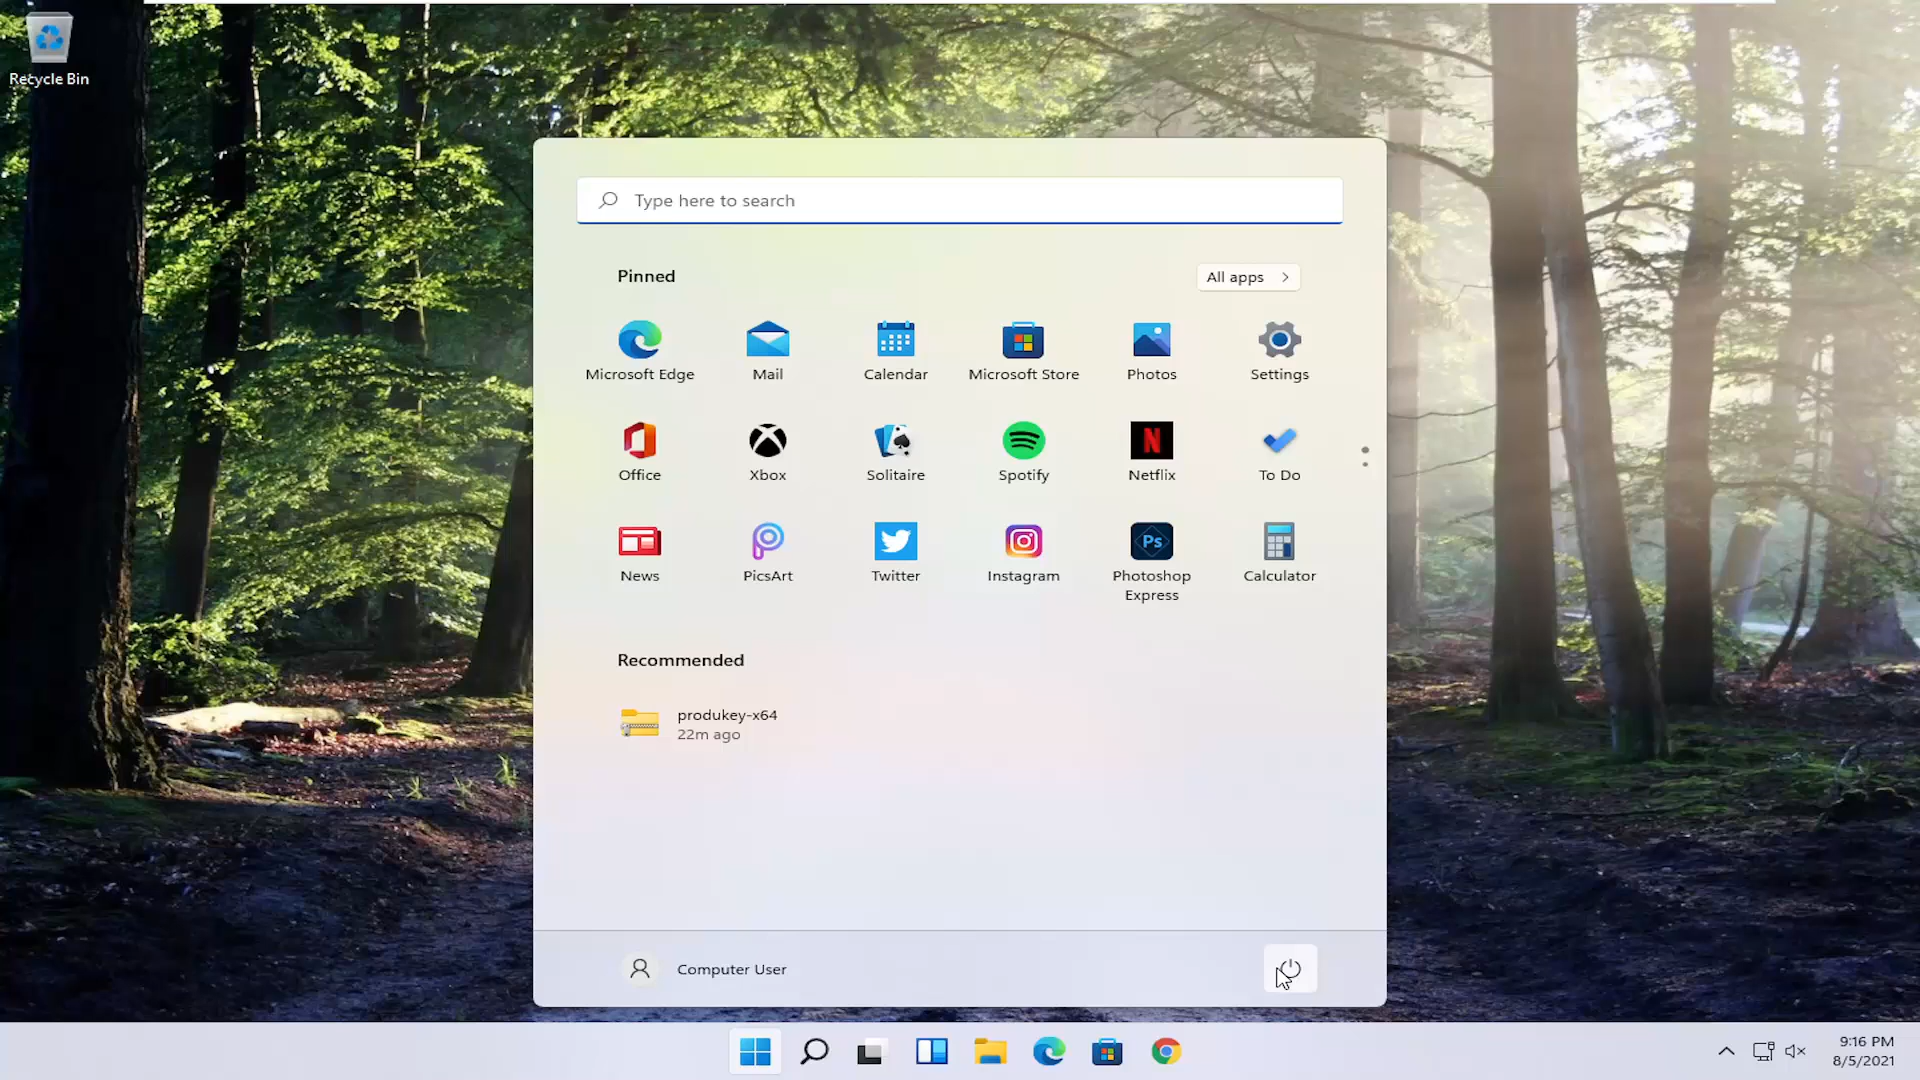 Recycle Bin
Type here to search
Pinned
All apps
Microsoft Edge
Mail
Calendar
Microsoft Store
Photos
Settings
Office
Xbox
Solitaire
Spotify
Netflix
To Do
News
PicsArt
Twitter
Instagram
Ps
Photoshop
Express
Calculator
Recommended
produkey-x64
22m ago
Computer User
9:16 PM
8/5/2021